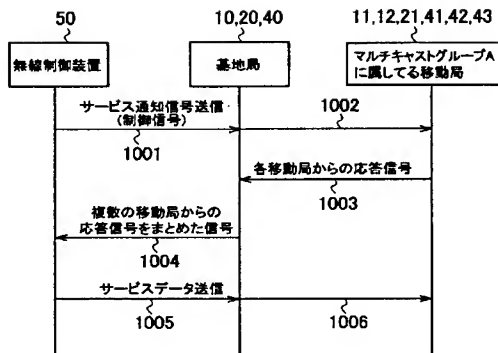 50
10,20,40
11,12,21,41,42,43
無線制御装置
基地局
マルチキャストグループA
に属してる移動局
サービス通知信号送信
(制御信号)
1001
1002
各移動局からの応答信号
1003
複数の移動局からの
応答信号をまとめた信号
1004
サービスデータ送信
1005
1006